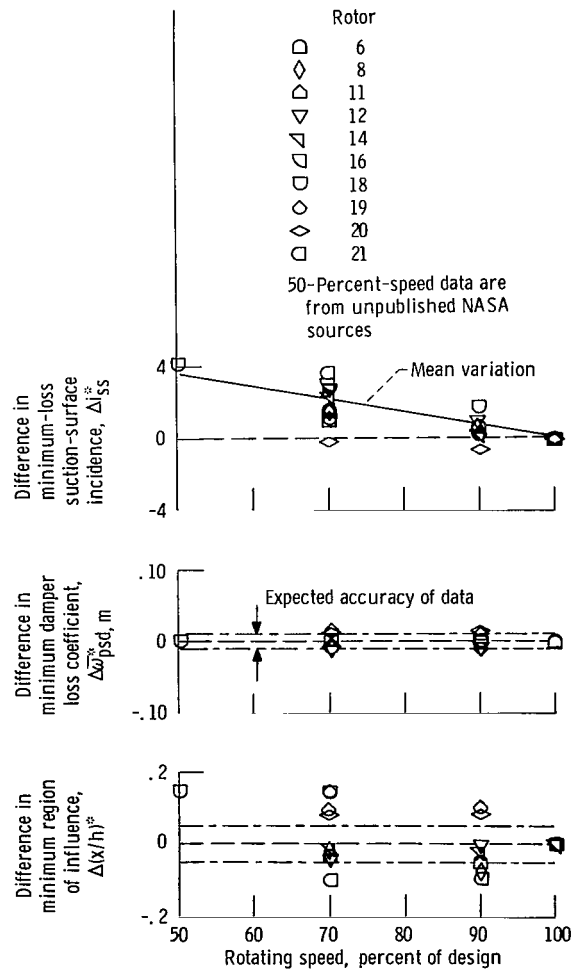 Rotor
6
8
11
12
14
16
18
19
20
21
50-Percent-speed data are
from unpublished NASA
sources
Difference in
minimum-loss
suction-surface
incidence, Δi*ss
4
0
-4
Mean variation
Difference in
minimum damper
loss coefficient,
Δω̅*psd, m
.10
0
-.10
Expected accuracy of data
Difference in
minimum region
of influence,
Δ(x/h)*
.2
0
-.2
50 60 70 80 90 100
Rotating speed, percent of design